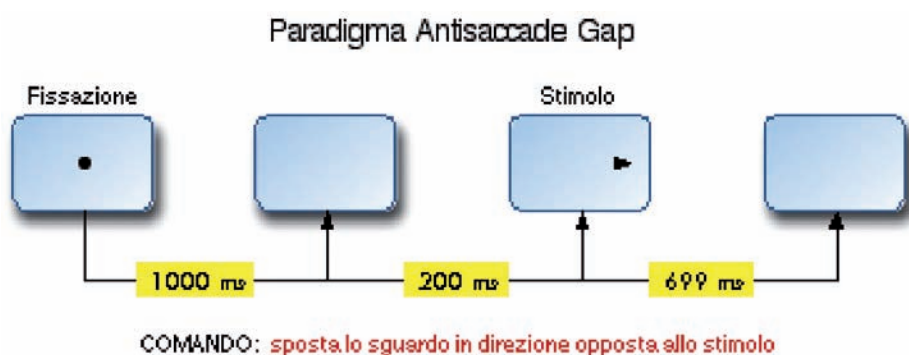 Paradigma Antisaccade Gap
Fissazione
Stimolo
1000 ms
200 ms
699 ms
COMANDO: sposta lo sguardo in direzione opposta allo stimolo